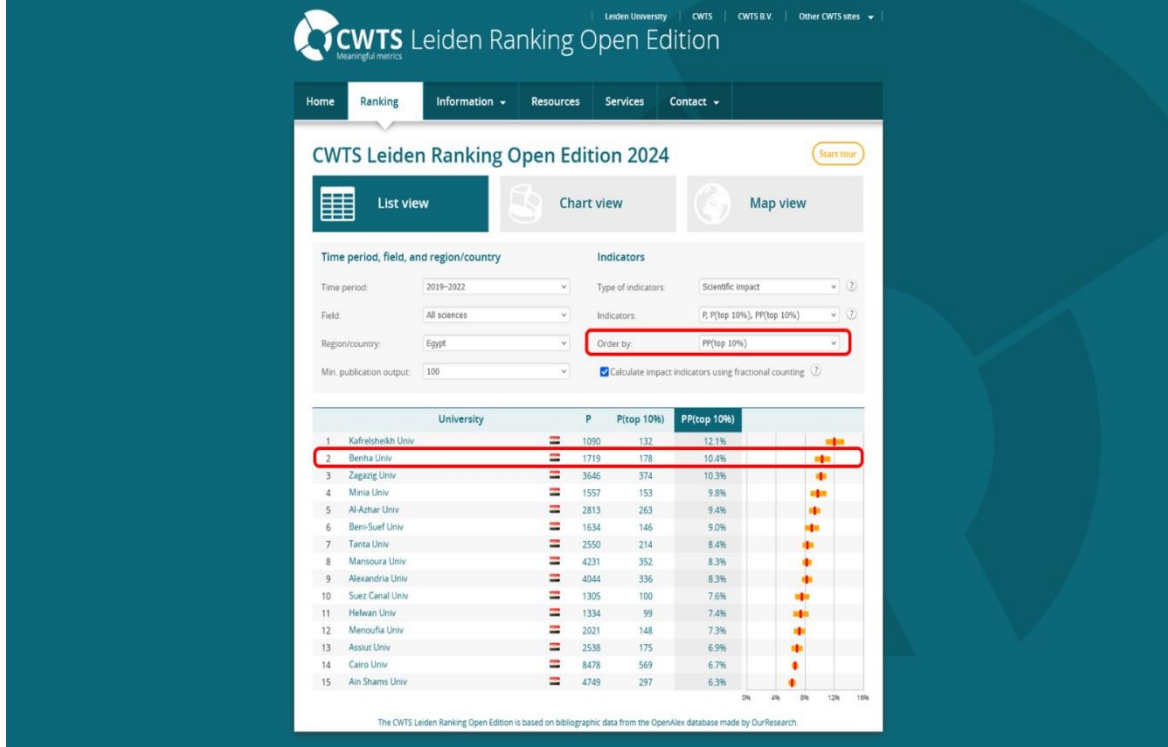 Leiden University CWTS CWTS B.V. Other CWTS sites
CWTS Leiden Ranking Open Edition
Meaningful metrics
Home Ranking Information Resources Services Contact
CWTS Leiden Ranking Open Edition 2024
Start tour
List view Chart view Map view
Time period, field, and region/country Indicators
Time period: 2019–2022 Type of indicators: Scientific impact ?
Field: All sciences Indicators: P, P(top 10%), PP(top 10%) ?
Region/country: Egypt Order by: PP(top 10%)
Min. publication output: 100 Calculate impact indicators using fractional counting ?
University P P(top 10%) PP(top 10%)
1 Kafrelsheikh Univ 1090 132 12.1%
2 Benha Univ 1719 178 10.4%
3 Zagazig Univ 3646 374 10.3%
4 Minia Univ 1557 153 9.8%
5 Al-Azhar Univ 2813 263 9.4%
6 Beni-Suef Univ 1634 146 9.0%
7 Tanta Univ 2550 214 8.4%
8 Mansoura Univ 4231 352 8.3%
9 Alexandria Univ 4044 336 8.3%
10 Suez Canal Univ 1305 100 7.6%
11 Helwan Univ 1334 99 7.4%
12 Menoufia Univ 2021 148 7.3%
13 Assiut Univ 2538 175 6.9%
14 Cairo Univ 8478 569 6.7%
15 Ain Shams Univ 4749 297 6.3%
0% 4% 8% 12% 16%
The CWTS Leiden Ranking Open Edition is based on bibliographic data from the OpenAlex database made by OurResearch.